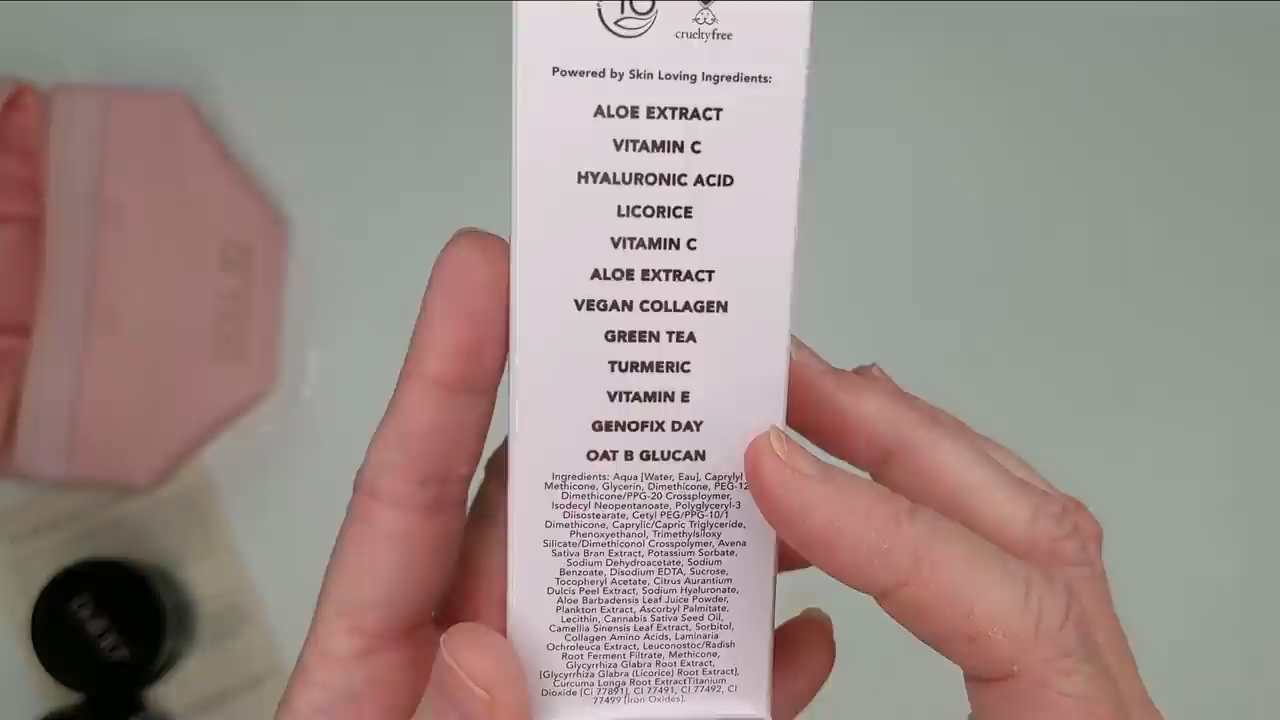 10
crueltyfree
Powered by Skin Loving Ingredients:
ALOE EXTRACT
VITAMIN C
HYALURONIC ACID
LICORICE
VITAMIN C
ALOE EXTRACT
VEGAN COLLAGEN
GREEN TEA
TURMERIC
VITAMIN E
GENOFIX DAY
OAT B GLUCAN
Ingredients: Aqua [Water, Eau], Caprylyl
Methicone, Glycerin, Dimethicone, PEG-12
Dimethicone/PPG-20 Crossploymer,
Isodecyl Neopentanoate, Polyglyceryl-3
Diisostearate, Cetyl PEG/PPG-10/1
Dimethicone, Caprylic/Capric Triglyceride,
Phenoxyethanol, Trimethylsiloxy
Silicate/Dimethiconol Crosspolymer, Avena
Sativa Bran Extract, Potassium Sorbate,
Sodium Dehydroacetate, Sodium
Benzoate, Disodium EDTA, Sucrose,
Tocopheryl Acetate, Citrus Aurantium
Dulcis Peel Extract, Sodium Hyaluronate,
Aloe Barbadensis Leaf Juice Powder,
Plankton Extract, Ascorbyl Palmitate,
Lecithin, Cannabis Sativa Seed Oil,
Camellia Sinensis Leaf Extract, Sorbitol,
Collagen Amino Acids, Laminaria
Ochroleuca Extract, Leuconostoc/Radish
Root Ferment Filtrate, Methicone,
Glycyrrhiza Glabra Root Extract,
[Glycyrrhiza Glabra (Licorice) Root Extract],
Curcuma Longa Root ExtractTitanium
Dioxide [CI 77891], CI 77491, CI 77492, CI
77499 [Iron Oxides].